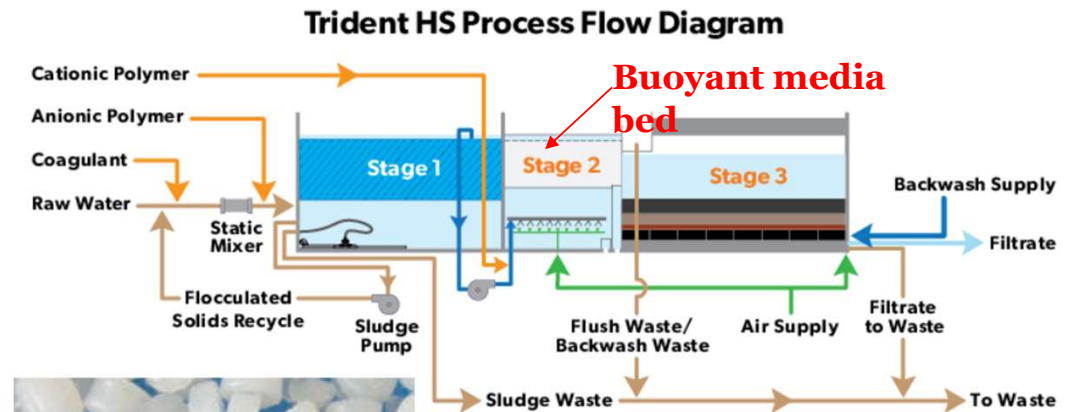 Trident HS Process Flow Diagram
Cationic Polymer
Buoyant media
bed
Anionic Polymer
Coagulant
Stage 1
Stage 2
Stage 3
Backwash Supply
Raw Water
Static
Mixer
Filtrate
Flocculated
Solids Recycle
Sludge
Pump
Flush Waste/
Backwash Waste
Air Supply
Filtrate
to Waste
Sludge Waste
To Waste